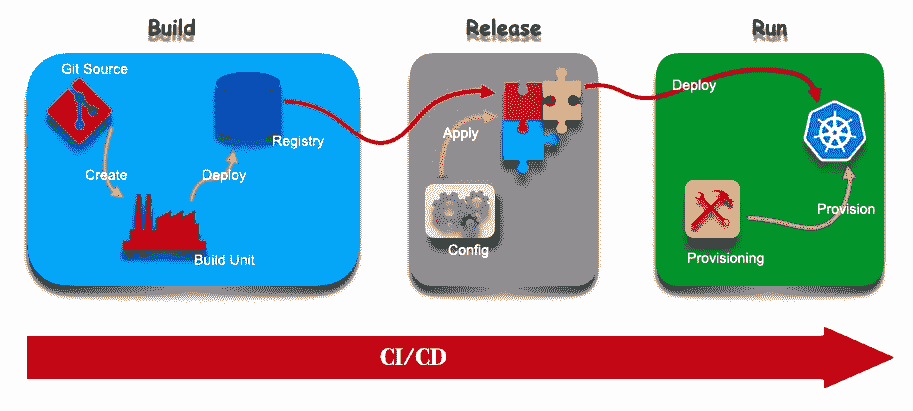 Build
Release
Run
Git Source
Registry
Create
Deploy
Build Unit
Apply
Config
Deploy
Provision
Provisioning
CI/CD